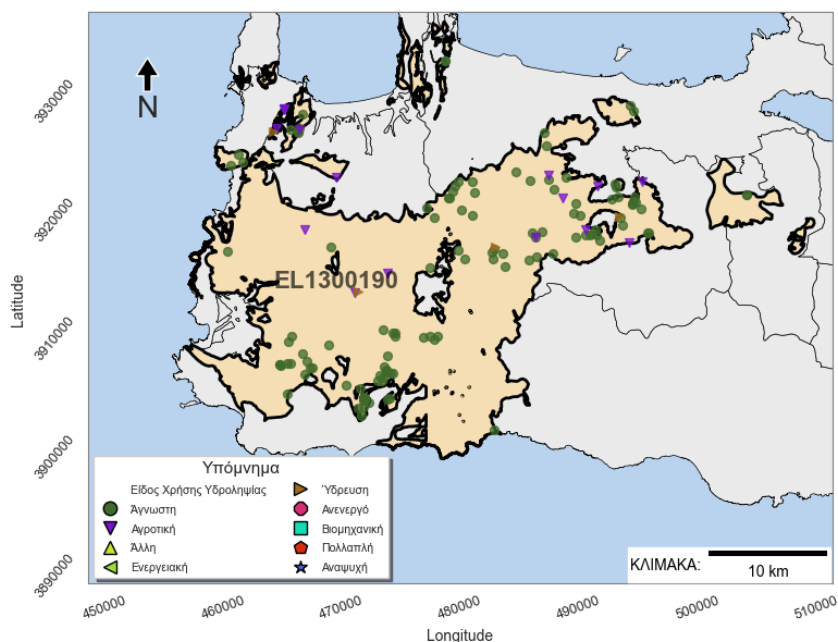 3930000
N
3920000
EL1300190
Latitude
3910000
3900000
Υπόμνημα
Είδος Χρήσης Υδροληψίας
Ύδρευση
Άγνωστη
Ανενεργό
Αγροτική
Βιομηχανική
Άλλη
Πολλαπλή
Ενεργειακή
Αναψυχή
ΚΛΙΜΑΚΑ:
10 km
3890000
450000
460000
470000
480000
490000
500000
510000
Longitude